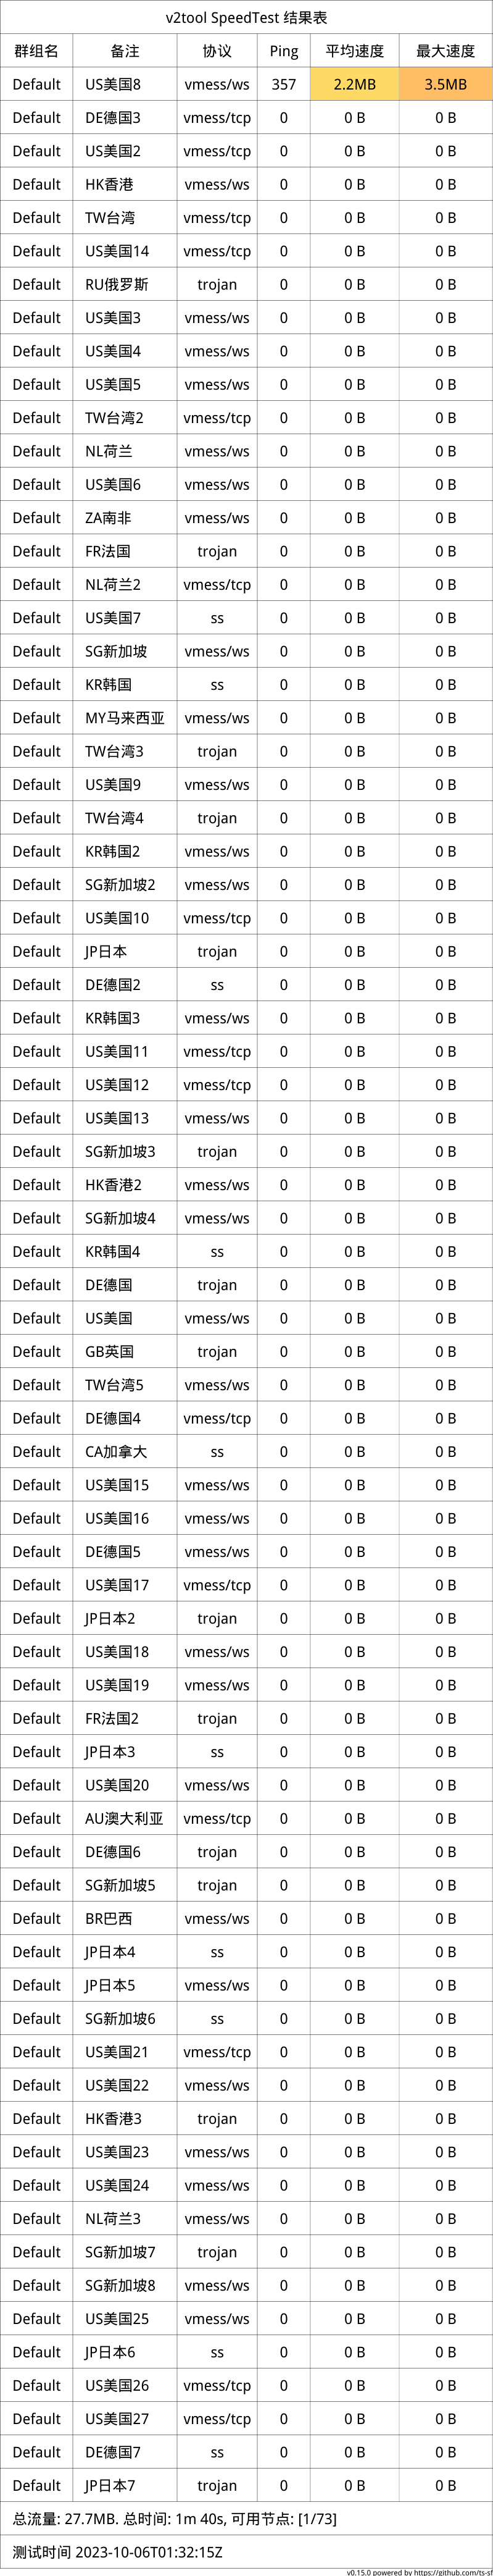 v2tool SpeedTest 结果表
群组名 备注 协议 Ping 平均速度 最大速度
Default US美国8 vmess/ws 357 2.2MB 3.5MB
Default DE德国3 vmess/tcp 0 0 B 0 B
Default US美国2 vmess/tcp 0 0 B 0 B
Default HK香港 vmess/ws 0 0 B 0 B
Default TW台湾 vmess/tcp 0 0 B 0 B
Default US美国14 vmess/tcp 0 0 B 0 B
Default RU俄罗斯 trojan 0 0 B 0 B
Default US美国3 vmess/ws 0 0 B 0 B
Default US美国4 vmess/ws 0 0 B 0 B
Default US美国5 vmess/ws 0 0 B 0 B
Default TW台湾2 vmess/tcp 0 0 B 0 B
Default NL荷兰 vmess/ws 0 0 B 0 B
Default US美国6 vmess/ws 0 0 B 0 B
Default ZA南非 vmess/ws 0 0 B 0 B
Default FR法国 trojan 0 0 B 0 B
Default NL荷兰2 vmess/tcp 0 0 B 0 B
Default US美国7 ss 0 0 B 0 B
Default SG新加坡 vmess/ws 0 0 B 0 B
Default KR韩国 ss 0 0 B 0 B
Default MY马来西亚 vmess/ws 0 0 B 0 B
Default TW台湾3 trojan 0 0 B 0 B
Default US美国9 vmess/ws 0 0 B 0 B
Default TW台湾4 trojan 0 0 B 0 B
Default KR韩国2 vmess/ws 0 0 B 0 B
Default SG新加坡2 vmess/ws 0 0 B 0 B
Default US美国10 vmess/tcp 0 0 B 0 B
Default JP日本 trojan 0 0 B 0 B
Default DE德国2 ss 0 0 B 0 B
Default KR韩国3 vmess/ws 0 0 B 0 B
Default US美国11 vmess/tcp 0 0 B 0 B
Default US美国12 vmess/tcp 0 0 B 0 B
Default US美国13 vmess/ws 0 0 B 0 B
Default SG新加坡3 trojan 0 0 B 0 B
Default HK香港2 vmess/ws 0 0 B 0 B
Default SG新加坡4 vmess/ws 0 0 B 0 B
Default KR韩国4 ss 0 0 B 0 B
Default DE德国 trojan 0 0 B 0 B
Default US美国 vmess/ws 0 0 B 0 B
Default GB英国 trojan 0 0 B 0 B
Default TW台湾5 vmess/ws 0 0 B 0 B
Default DE德国4 vmess/tcp 0 0 B 0 B
Default CA加拿大 ss 0 0 B 0 B
Default US美国15 vmess/ws 0 0 B 0 B
Default US美国16 vmess/ws 0 0 B 0 B
Default DE德国5 vmess/ws 0 0 B 0 B
Default US美国17 vmess/tcp 0 0 B 0 B
Default JP日本2 trojan 0 0 B 0 B
Default US美国18 vmess/ws 0 0 B 0 B
Default US美国19 vmess/ws 0 0 B 0 B
Default FR法国2 trojan 0 0 B 0 B
Default JP日本3 ss 0 0 B 0 B
Default US美国20 vmess/ws 0 0 B 0 B
Default AU澳大利亚 vmess/tcp 0 0 B 0 B
Default DE德国6 trojan 0 0 B 0 B
Default SG新加坡5 trojan 0 0 B 0 B
Default BR巴西 vmess/ws 0 0 B 0 B
Default JP日本4 ss 0 0 B 0 B
Default JP日本5 vmess/ws 0 0 B 0 B
Default SG新加坡6 ss 0 0 B 0 B
Default US美国21 vmess/tcp 0 0 B 0 B
Default US美国22 vmess/ws 0 0 B 0 B
Default HK香港3 trojan 0 0 B 0 B
Default US美国23 vmess/ws 0 0 B 0 B
Default US美国24 vmess/ws 0 0 B 0 B
Default NL荷兰3 vmess/ws 0 0 B 0 B
Default SG新加坡7 trojan 0 0 B 0 B
Default SG新加坡8 vmess/ws 0 0 B 0 B
Default US美国25 vmess/ws 0 0 B 0 B
Default JP日本6 ss 0 0 B 0 B
Default US美国26 vmess/tcp 0 0 B 0 B
Default US美国27 vmess/tcp 0 0 B 0 B
Default DE德国7 ss 0 0 B 0 B
Default JP日本7 trojan 0 0 B 0 B
总流量: 27.7MB. 总时间: 1m 40s, 可用节点: [1/73]
测试时间 2023-10-06T01:32:15Z
v0.15.0 powered by https://github.com/ts-sf